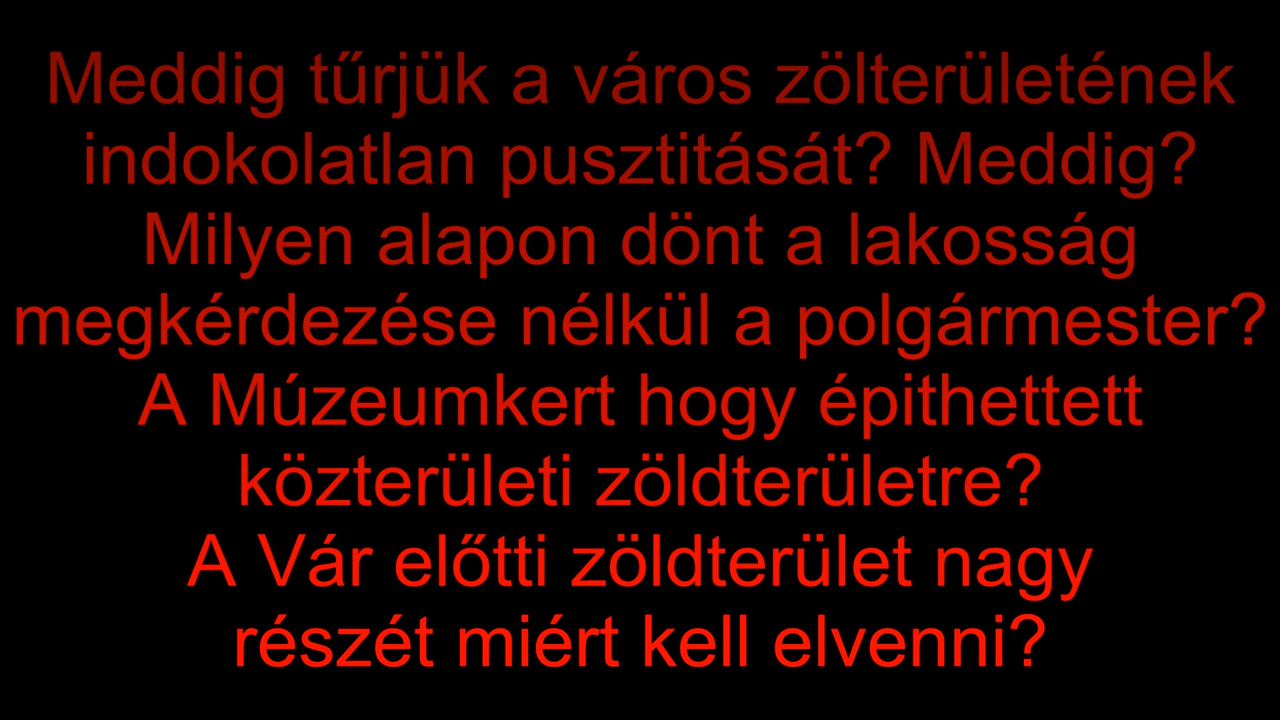 Meddig tűrjük a város zölterületének
indokolatlan pusztitását? Meddig?
Milyen alapon dönt a lakosság
megkérdezése nélkül a polgármester?
A Múzeumkert hogy épithettett
közterületi zöldterületre?
A Vár előtti zöldterület nagy
részét miért kell elvenni?